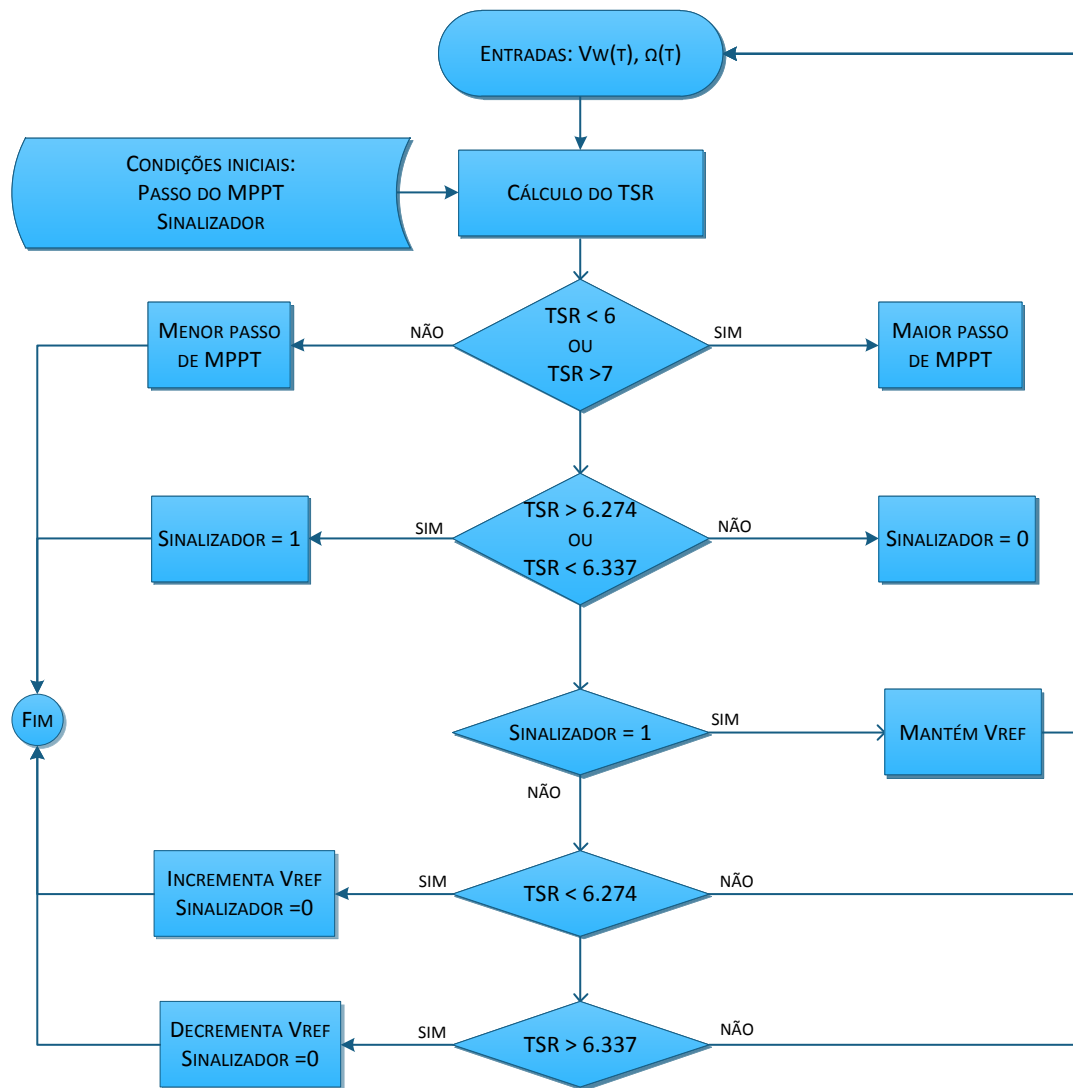 Entradas: Vw(t), Ω(t)
Condições iniciais:
Passo do MPPT
Sinalizador
Cálculo do TSR
TSR < 6
ou
TSR >7
não
Menor passo
de MPPT
sim
Maior passo
de MPPT
TSR > 6.274
ou
TSR < 6.337
sim
Sinalizador = 1
não
Sinalizador = 0
Fim
Sinalizador = 1
sim
Mantém Vref
não
TSR < 6.274
sim
Incrementa Vref
Sinalizador =0
não
TSR > 6.337
sim
Decrementa Vref
Sinalizador =0
não